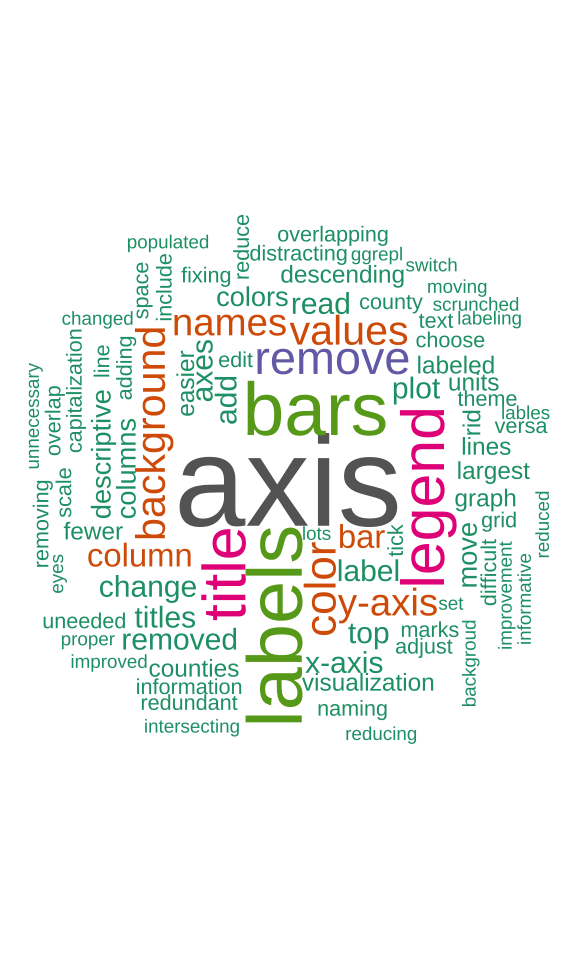 reduce
overlapping
populated
distracting
ggrepl
switch
space
include
fixing
descending
moving
colors
read
county
scrunched
changed
names
values
text
labeling
capitalization
line
adding
background
easier
axes
edit
remove
choose
labeled
unnecessary
overlap
add
bars
plot
units
theme
lables
descriptive
columns
legend
rid
versa
lines
axis
largest
removing
scale
graph
grid
reduced
fewer
title
labels
lots
bar
tick
move
difficult
improvement
informative
eyes
column
color
label
change
y-axis
set
uneeded
titles
top
marks
proper
removed
adjust
backgroud
improved
counties
x-axis
information
visualization
redundant
naming
intersecting
reducing